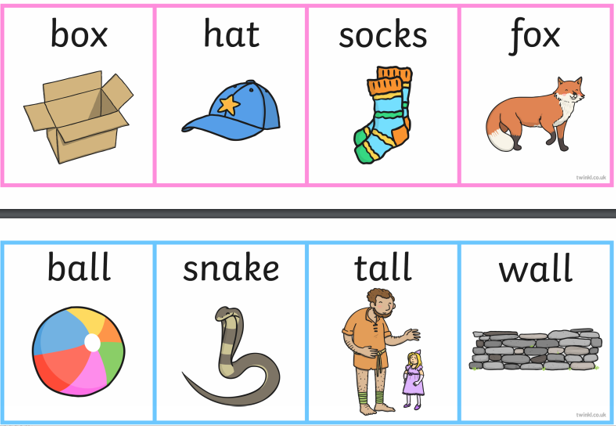 box hat socks fox
twinkl.co.uk
ball snake tall wall
twinkl.co.uk